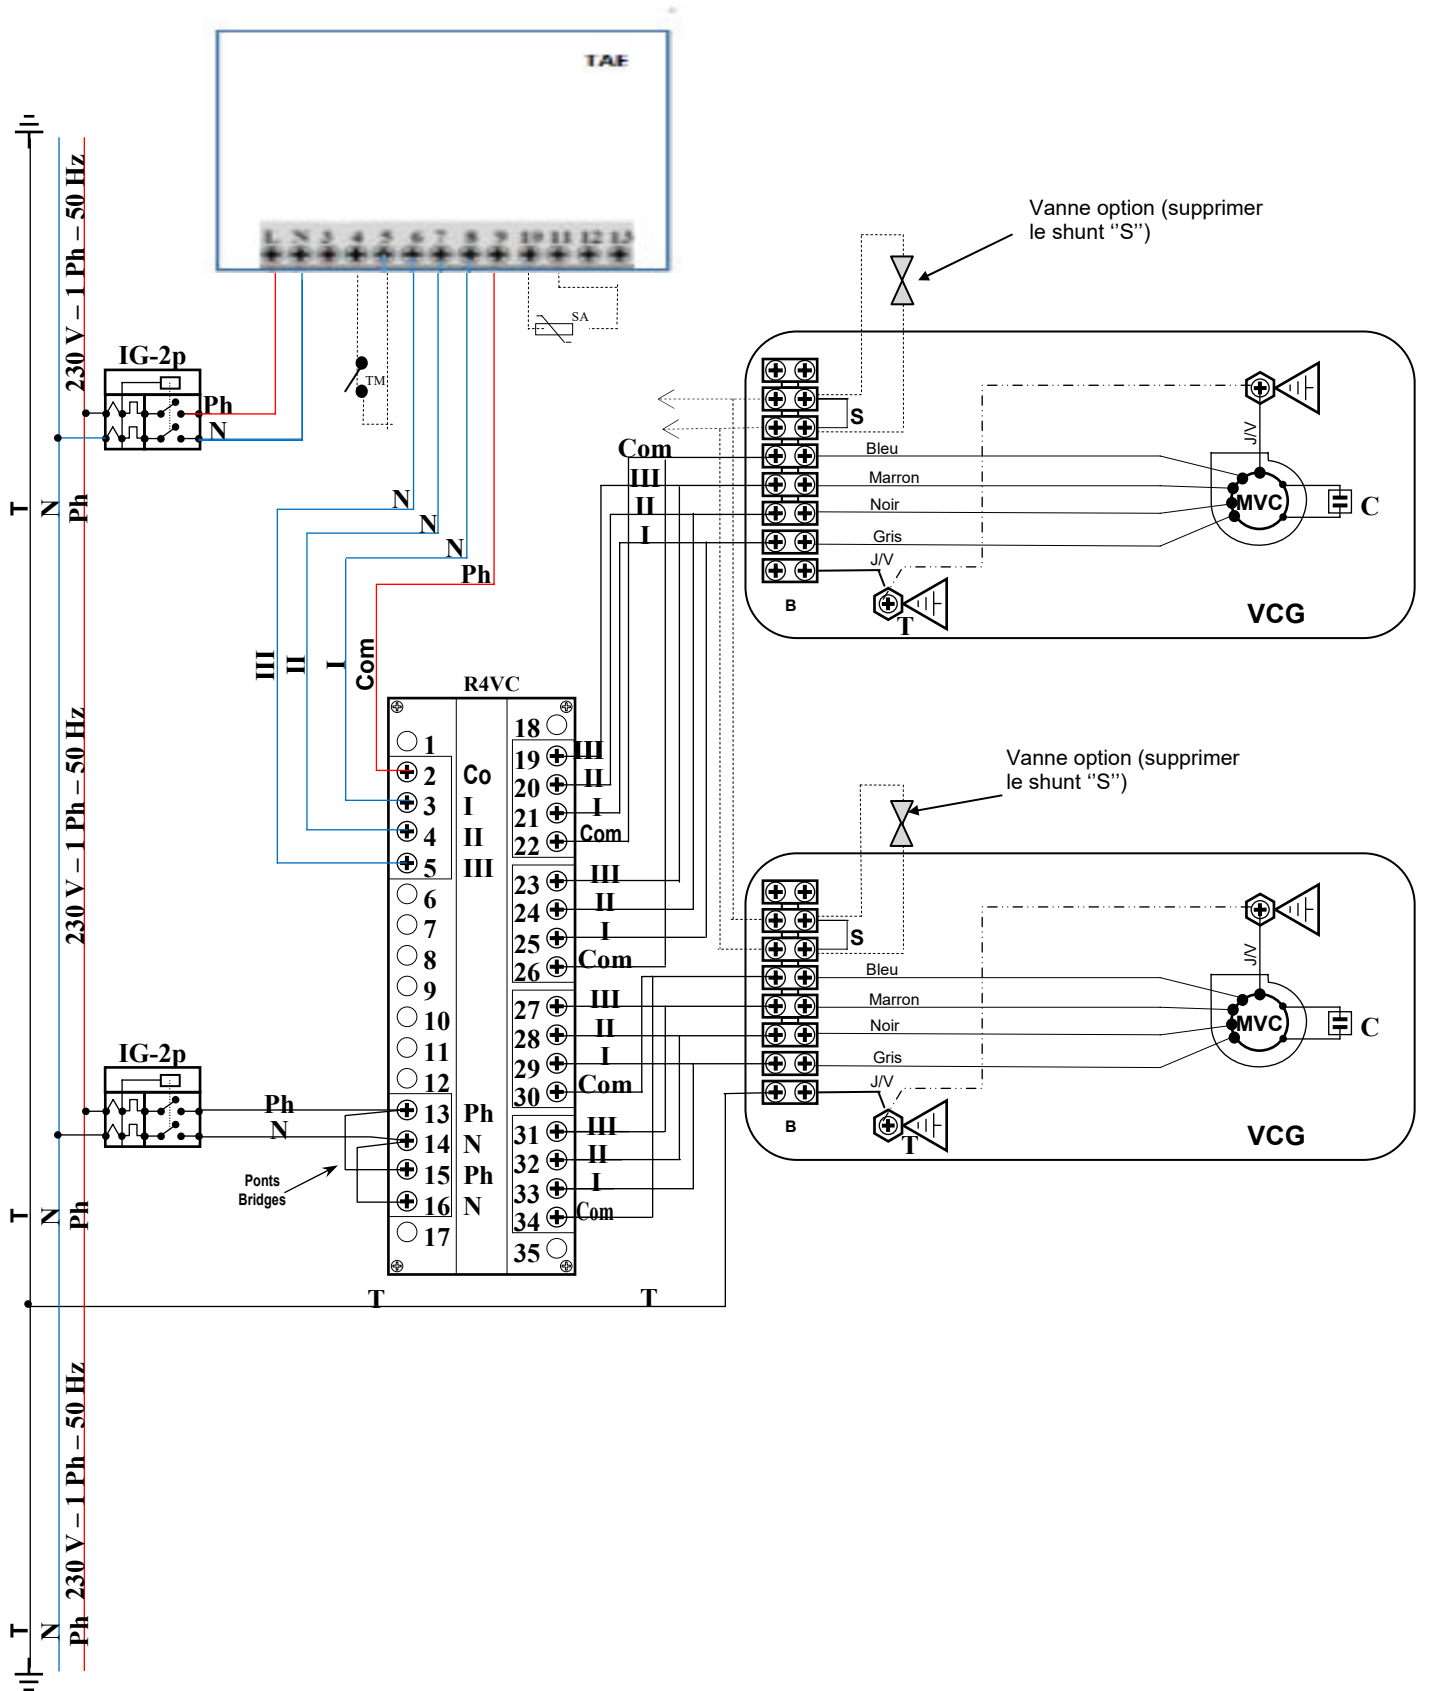 TAE
L N 3 4 5 6 7 8 9 10 11 12 13
230 V – 1 Ph – 50 Hz
Vanne option (supprimer
le shunt ‘’S’’)
SA
IG-2p
TM
Ph
N
S
J/V
Com
Bleu
III
Marron
II
Noir
I
Gris
J/V
MVC
C
T
N
Ph
N
N
N
Ph
B
T
VCG
III
II
I
Com
R4VC
18
1
19 III
2 Co
20 II
3 I
21 I
4 II
22 Com
5 III
23 III
6
24 II
7
25 I
8
26 Com
9
27 III
10
28 II
11
29 I
12
30 Com
13 Ph
31 III
14 N
32 II
15 Ph
33 I
16 N
34 Com
17
35
230 V – 1 Ph – 50 Hz
Vanne option (supprimer
le shunt ‘’S’’)
S
J/V
Bleu
Marron
Noir
Gris
J/V
MVC
C
B
T
VCG
IG-2p
Ph
N
Ponts
Bridges
T
N
Ph
T
T
230 V – 1 Ph – 50 Hz
T
N
Ph